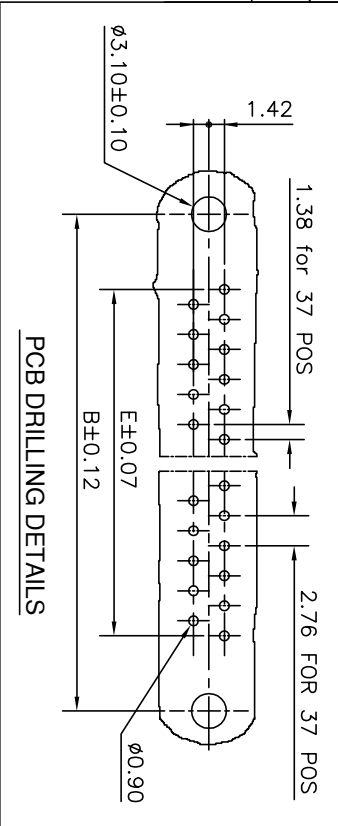 1.42
Ø3.10±0.10
1.38 for 37 POS
2.76 FOR 37 POS
E±0.07
B±0.12
Ø0.90
PCB DRILLING DETAILS